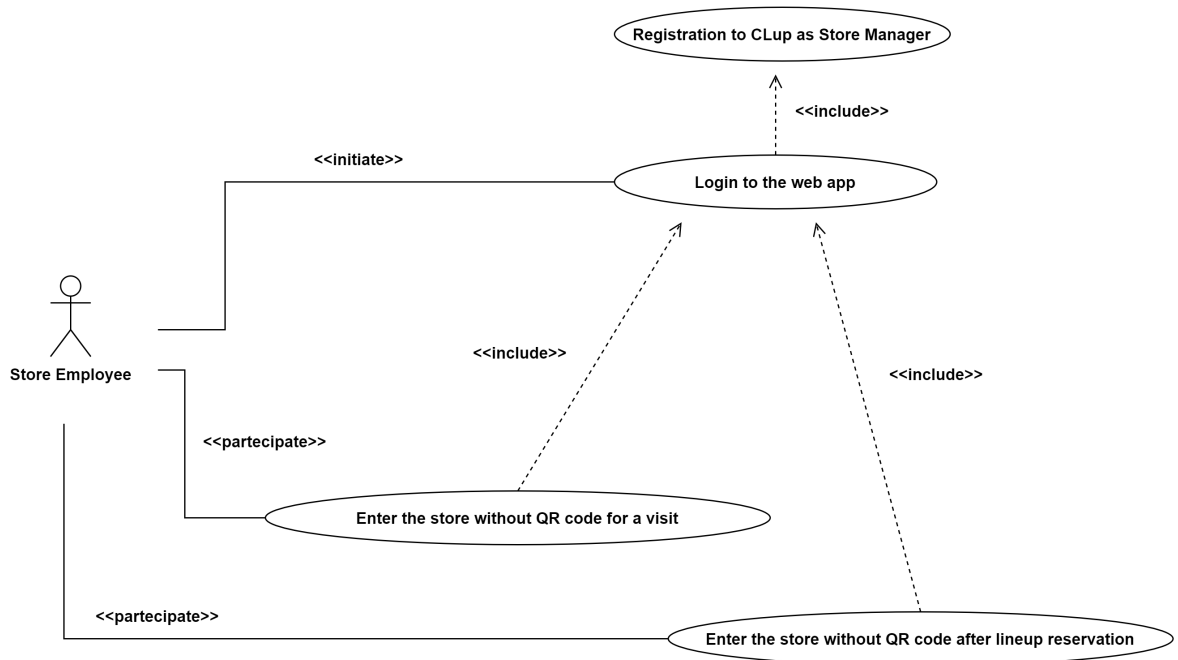 Registration to CLup as Store Manager
<<include>>
<<initiate>>
Login to the web app
<<include>>
<<include>>
Store Employee
<<partecipate>>
Enter the store without QR code for a visit
<<partecipate>>
Enter the store without QR code after lineup reservation